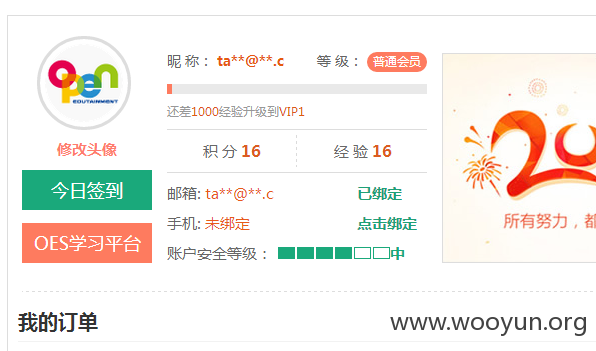 open
EDUTAINMENT
修改头像
今日签到
OES学习平台
昵 称： ta**@**.c 等 级： 普通会员
还差1000经验升级到VIP1
积 分 16 经 验 16
邮箱: ta**@**.c 已绑定
手机: 未绑定 点击绑定
账户安全等级： 中
所有努力，都
我的订单
www.wooyun.org